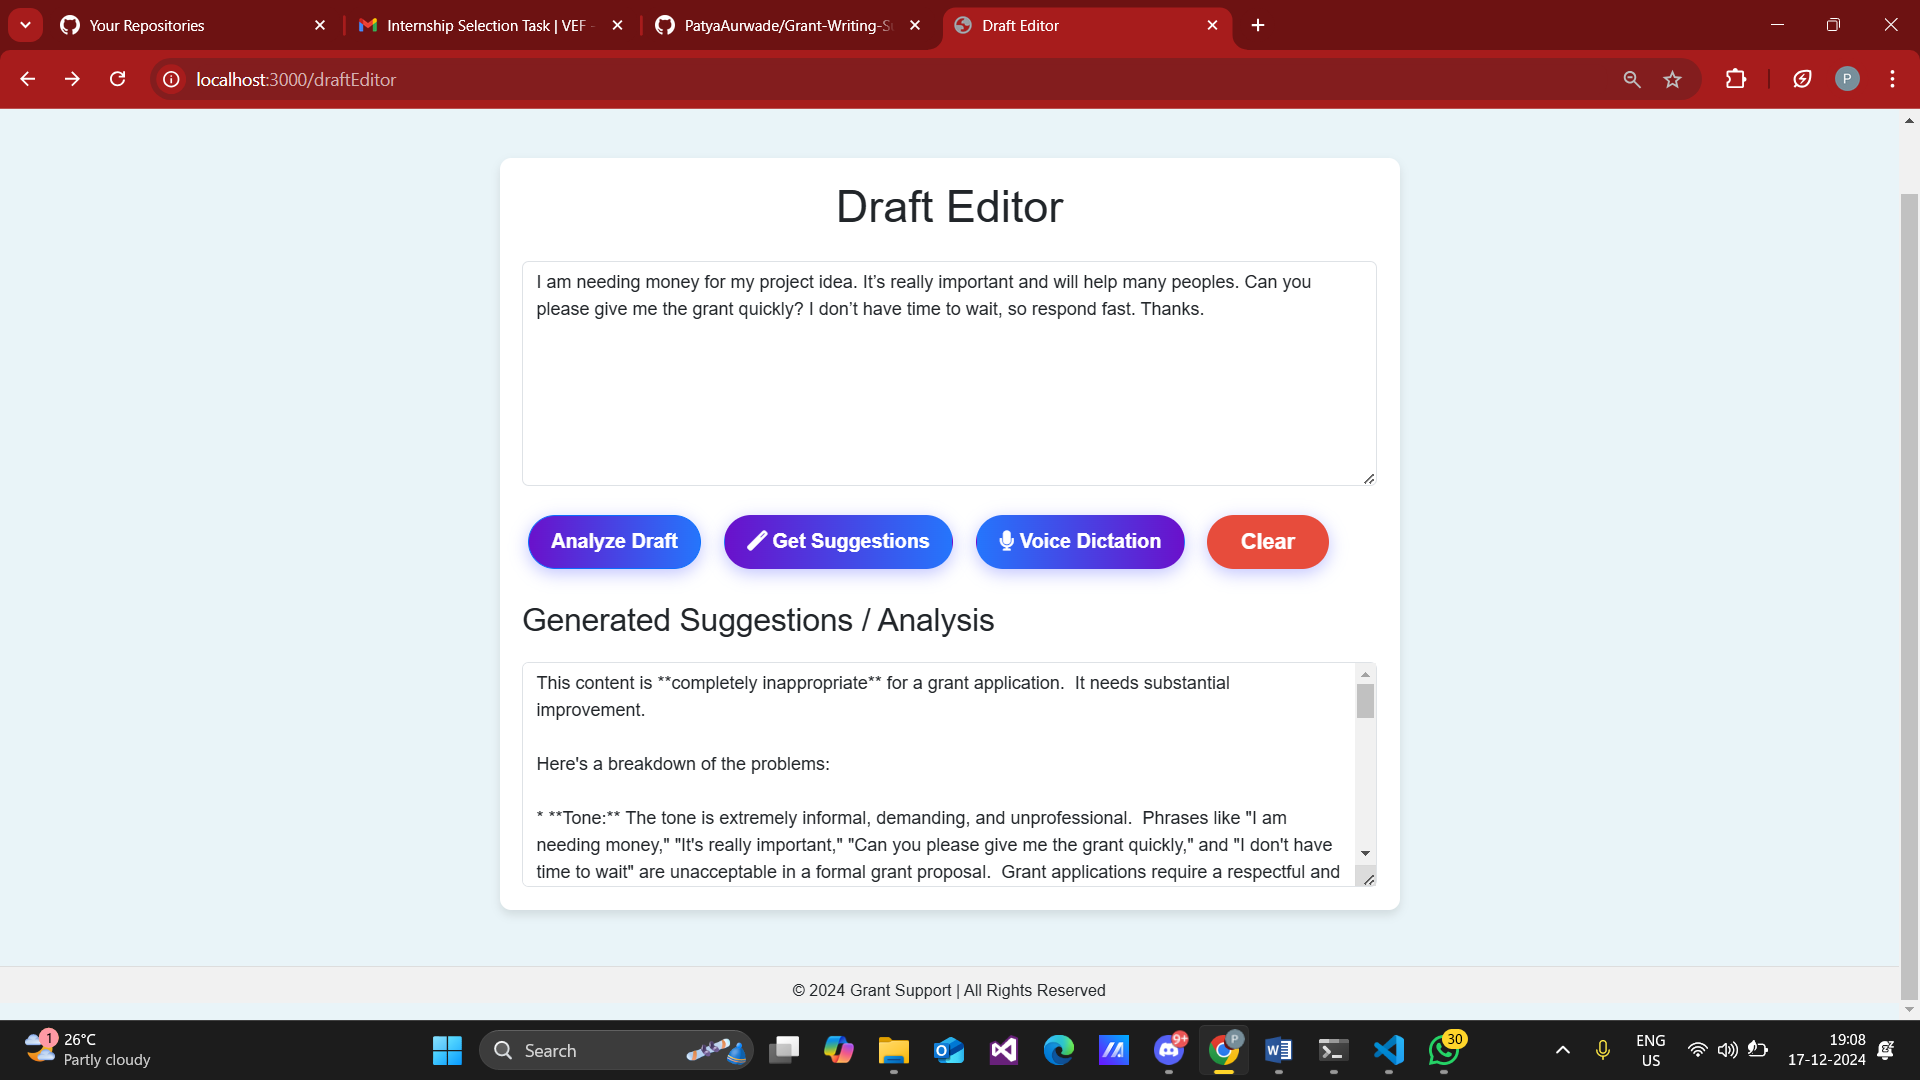 Your Repositories
Internship Selection Task | VEF -
PatyaAurwade/Grant-Writing-S
Draft Editor
localhost:3000/draftEditor
P
Draft Editor
I am needing money for my project idea. It’s really important and will help many peoples. Can you
please give me the grant quickly? I don’t have time to wait, so respond fast. Thanks.
Analyze Draft
Get Suggestions
Voice Dictation
Clear
Generated Suggestions / Analysis
This content is **completely inappropriate** for a grant application.  It needs substantial
improvement.
Here's a breakdown of the problems:
* **Tone:** The tone is extremely informal, demanding, and unprofessional.  Phrases like "I am
needing money," "It's really important," "Can you please give me the grant quickly," and "I don't have
time to wait" are unacceptable in a formal grant proposal.  Grant applications require a respectful and
© 2024 Grant Support | All Rights Reserved
1
26°C
Partly cloudy
Search
9+
P
30
ENG
US
19:08
17-12-2024